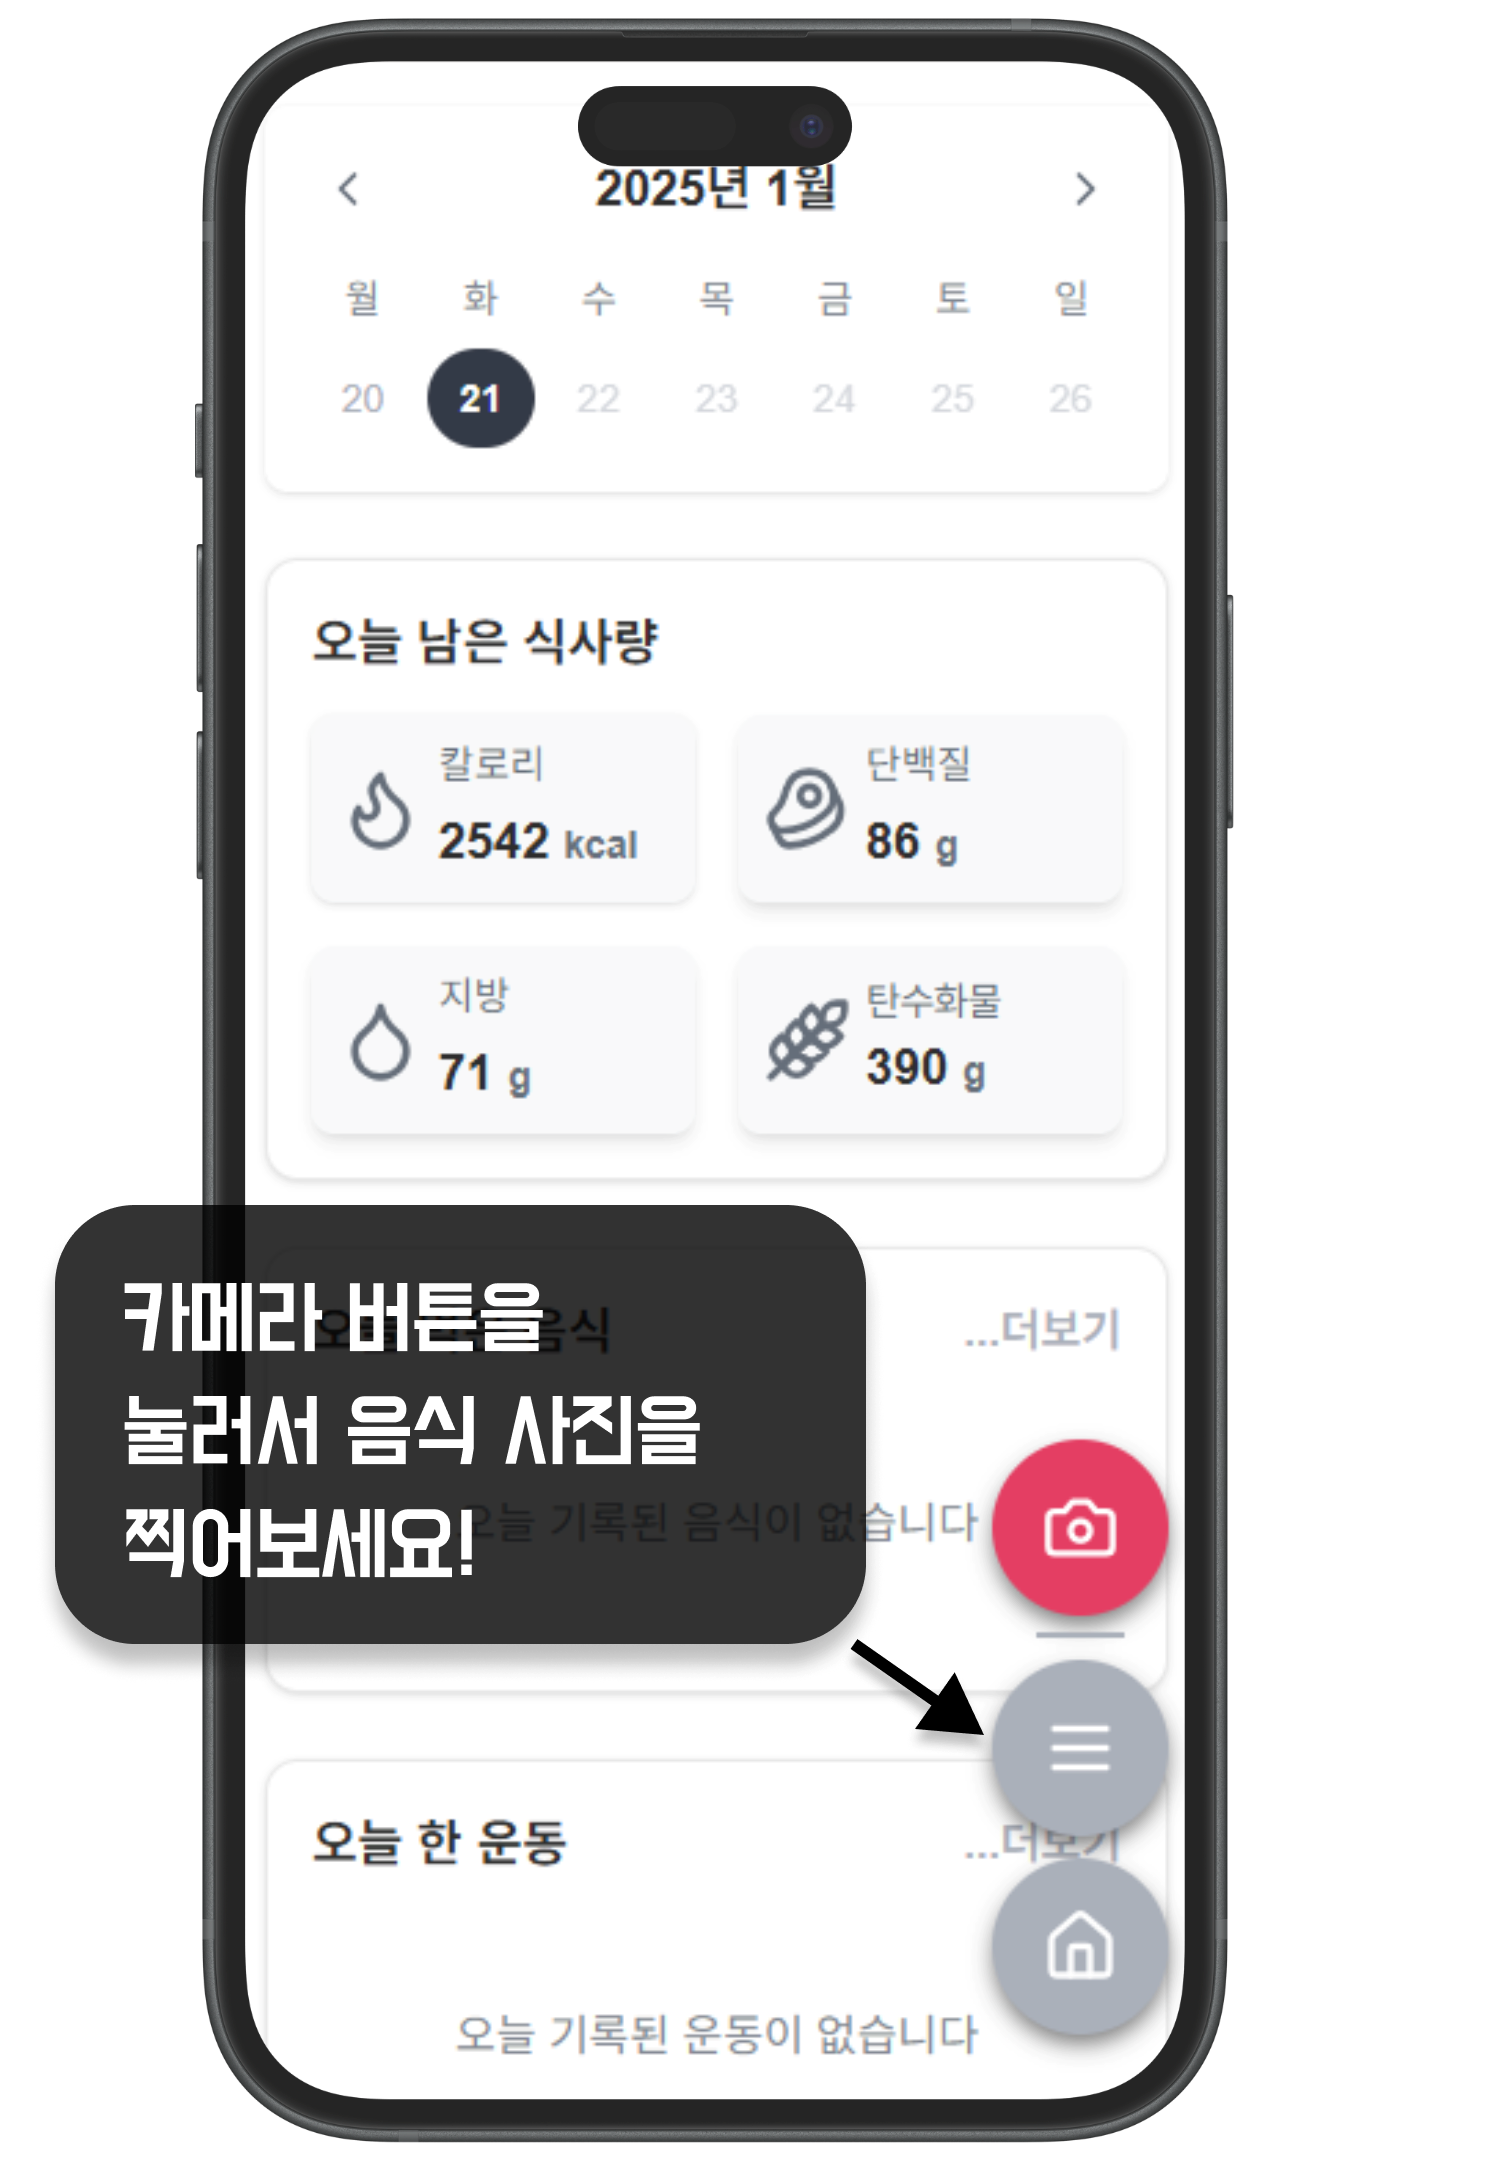 2025년 1월
월 화 수 목 금 토 일
20 21 22 23 24 25 26
오늘 남은 식사량
칼로리
2542 kcal
단백질
86 g
지방
71 g
탄수화물
390 g
오늘 음식
...더보기
카메라 버튼을
눌러서 음식 사진을
찍어보세요!
오늘 기록된 음식이 없습니다
오늘 한 운동
...더보기
오늘 기록된 운동이 없습니다